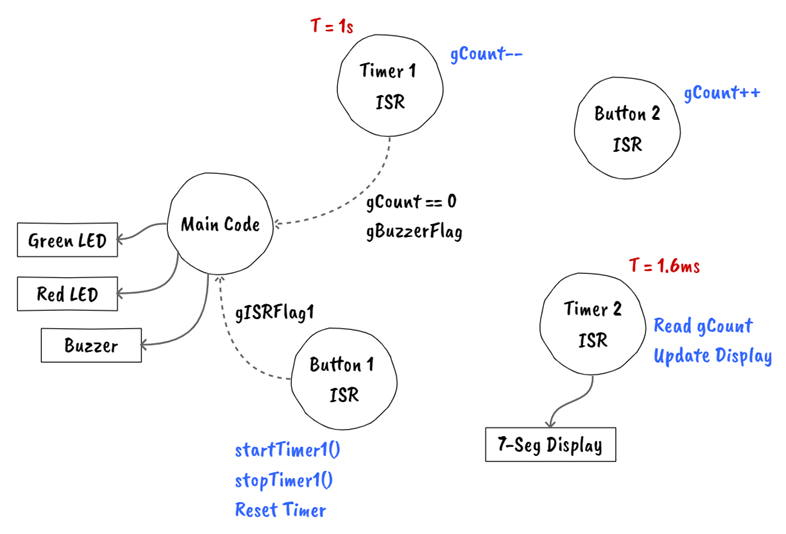 T = 1s
Timer 1
ISR
gCount--
Button 2
ISR
gCount++
gCount == 0
gBuzzerFlag
Main Code
Green LED
Red LED
Buzzer
gISRFlag1
Button 1
ISR
startTimer1()
stopTimer1()
Reset Timer
T = 1.6ms
Timer 2
ISR
Read gCount
Update Display
7-Seg Display